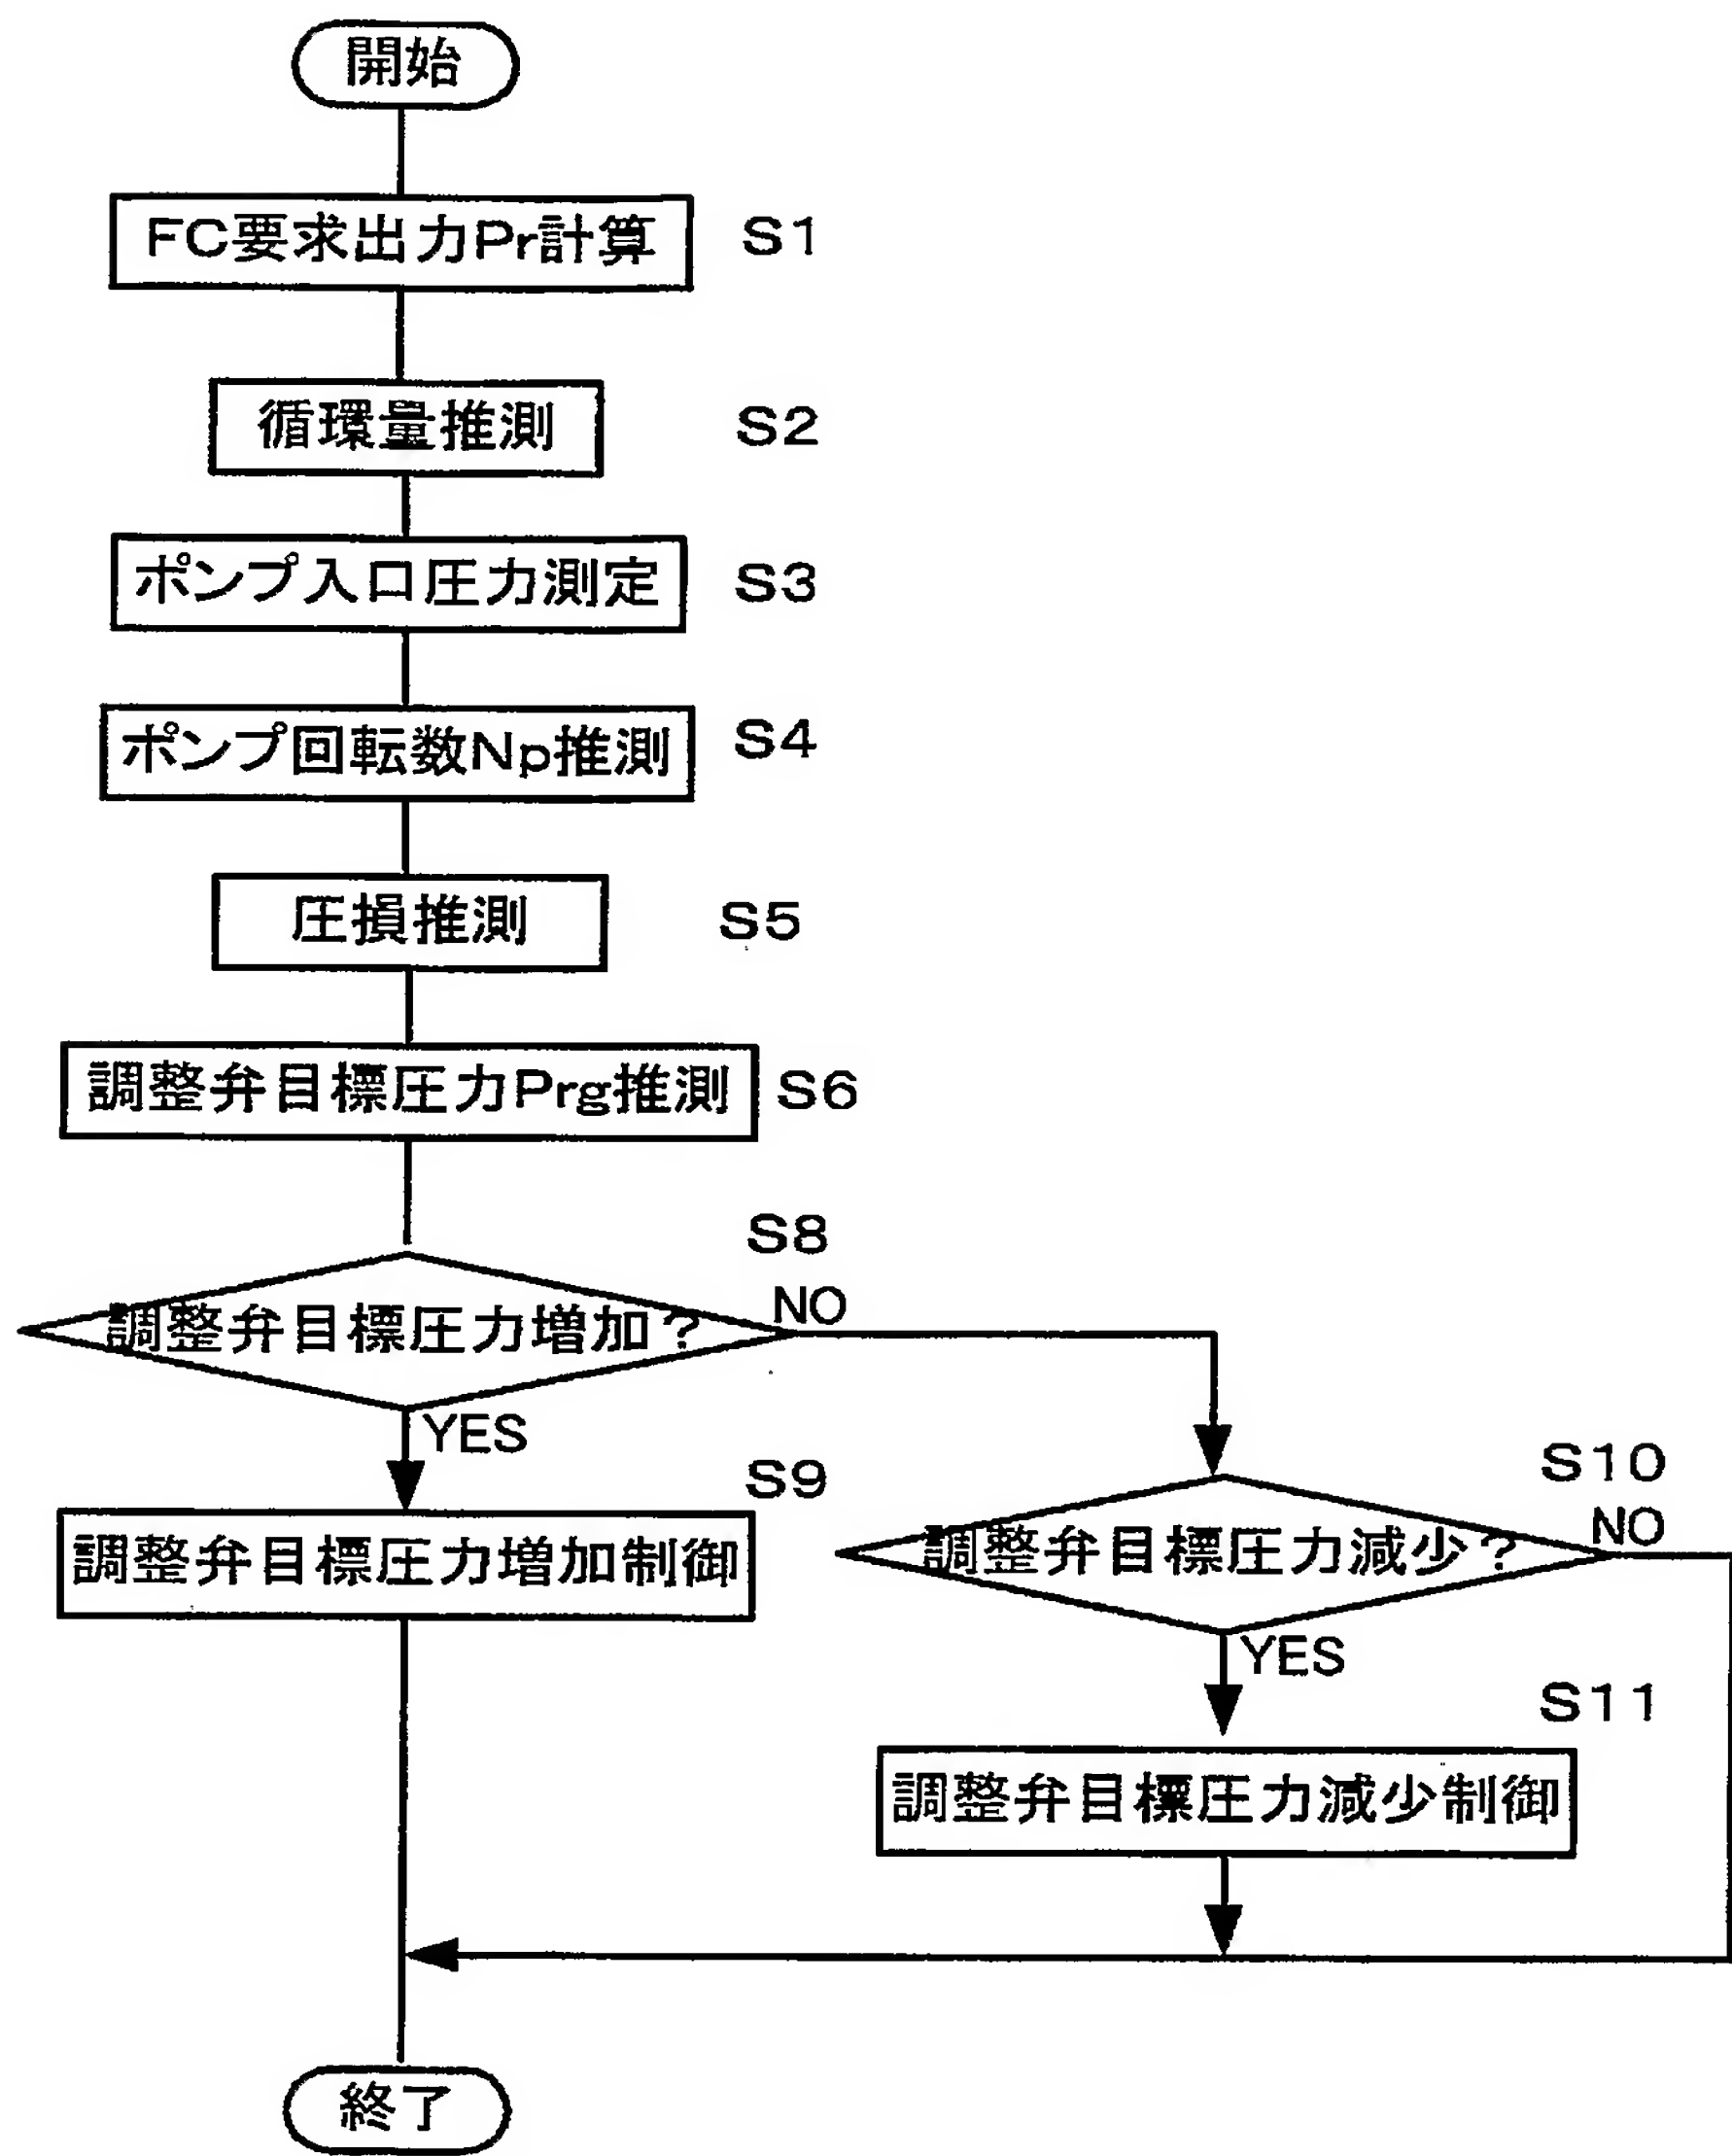 開始
FC要求出力Pr計算 S1
循環量推測 S2
ポンプ入口圧力測定 S3
ポンプ回転数Np推測 S4
圧損推測 S5
調整弁目標圧力Prg推測 S6
S8
調整弁目標圧力増加？ NO
YES
S9
調整弁目標圧力増加制御
S10
調整弁目標圧力減少？ NO
YES
S11
調整弁目標圧力減少制御
終了